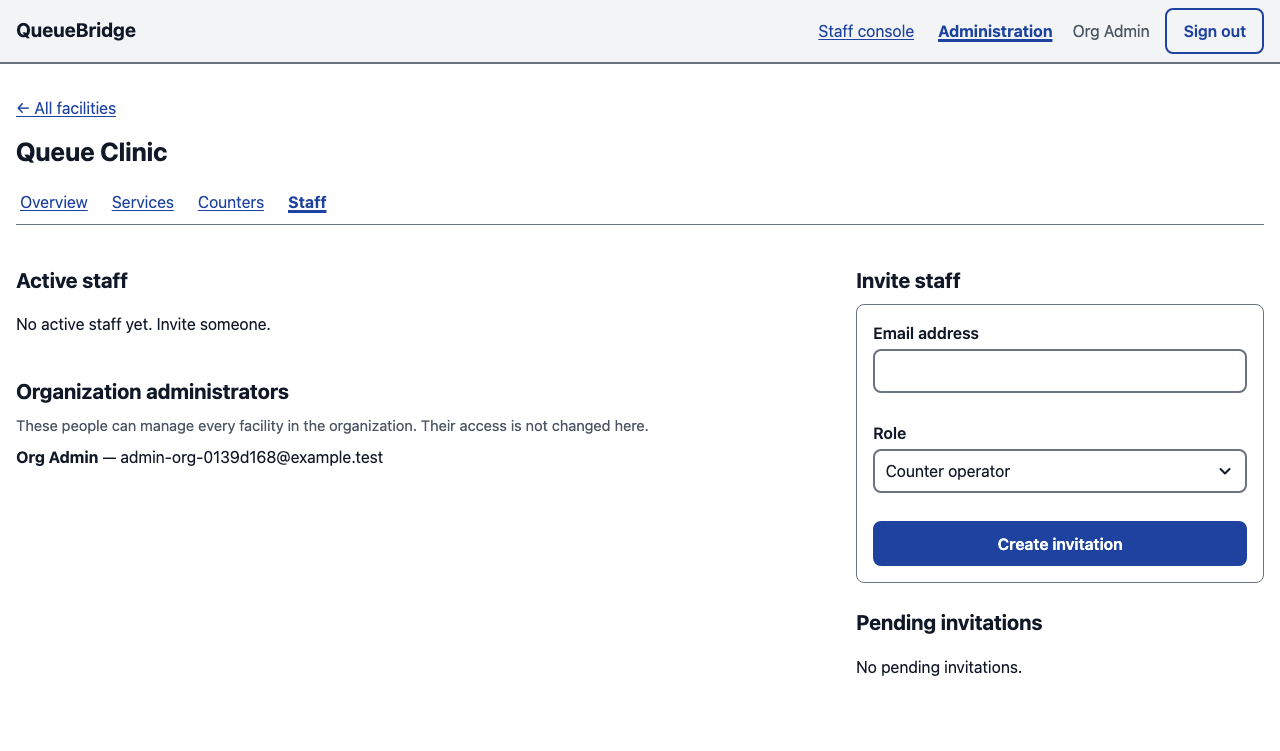 QueueBridge
Staff console
Administration
Org Admin
Sign out
← All facilities
Queue Clinic
Overview
Services
Counters
Staff
Active staff
No active staff yet. Invite someone.
Organization administrators
These people can manage every facility in the organization. Their access is not changed here.
Org Admin — admin-org-0139d168@example.test
Invite staff
Email address
Role
Counter operator
Create invitation
Pending invitations
No pending invitations.